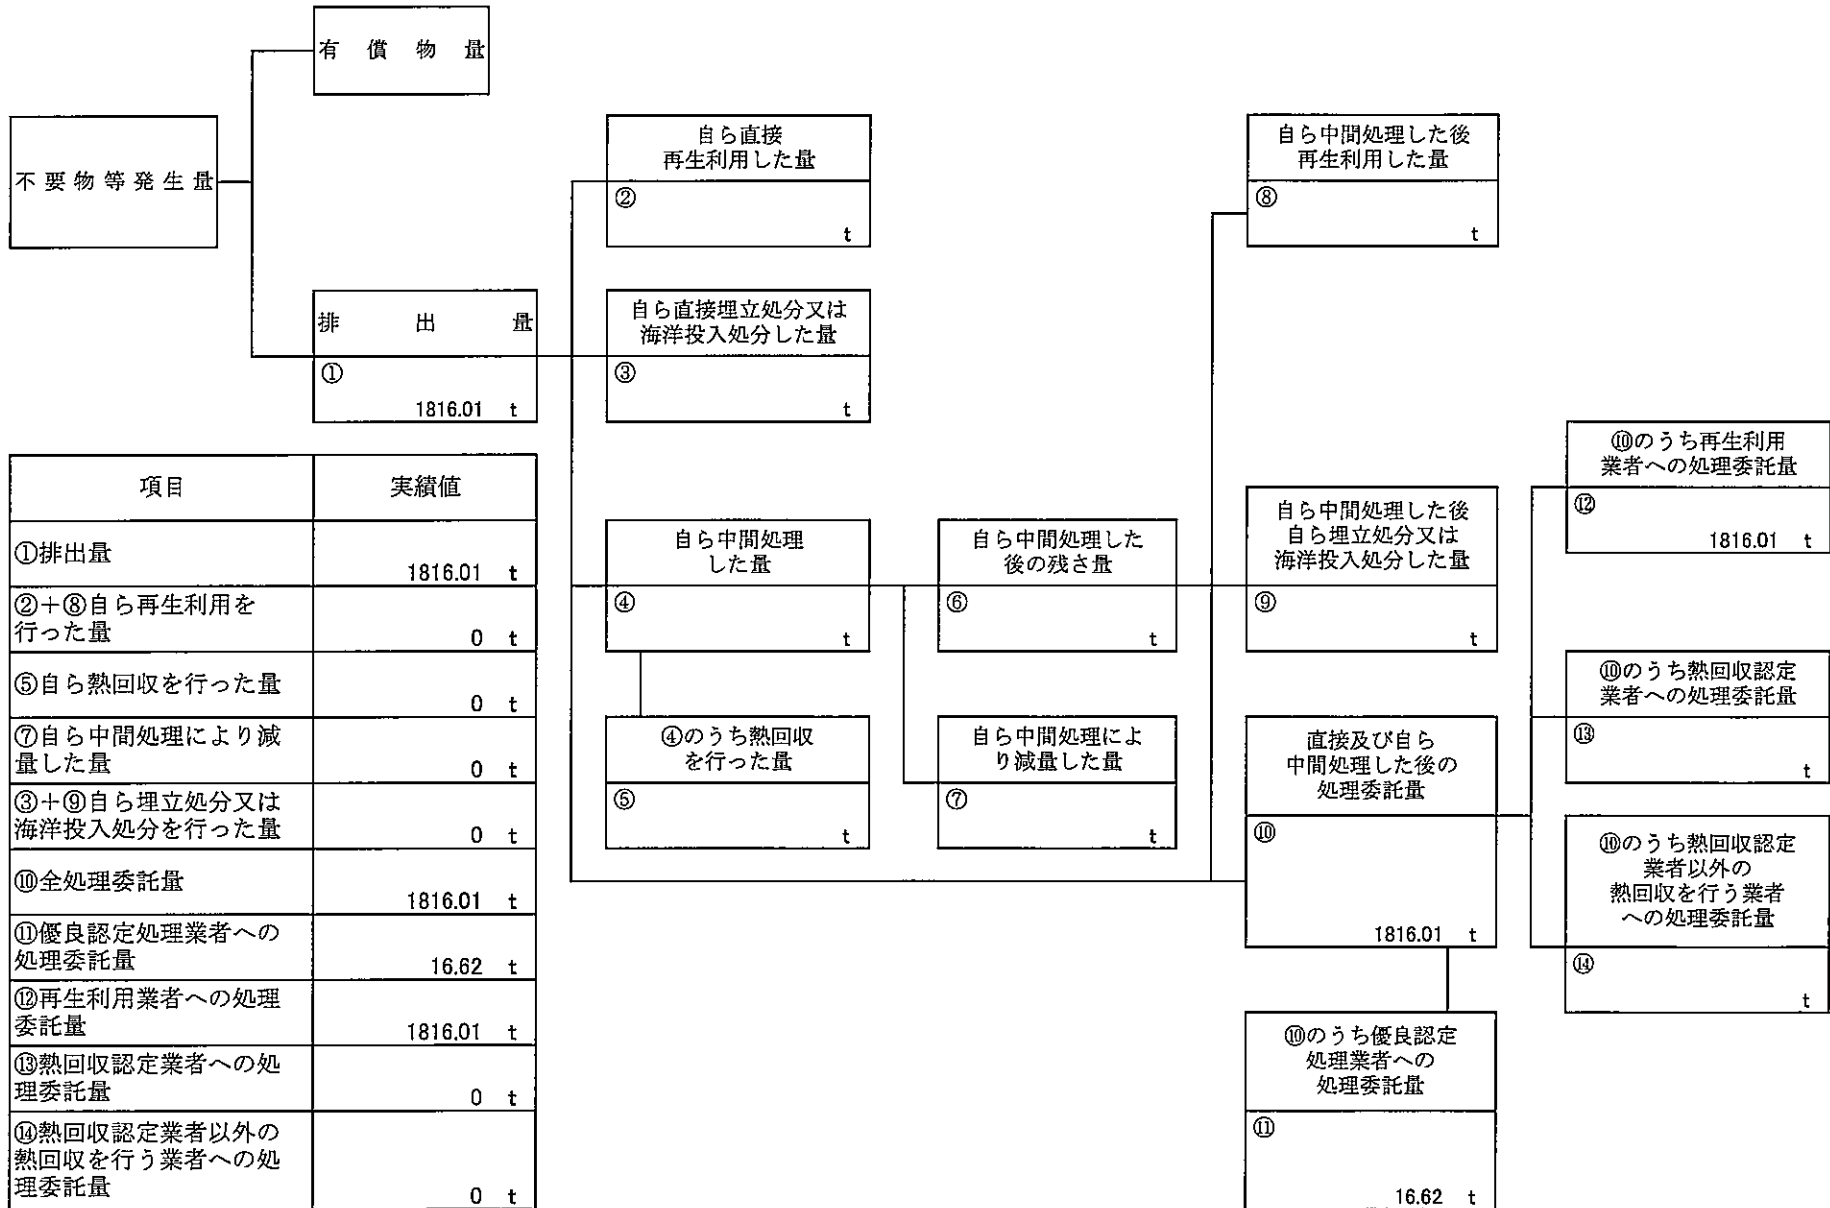 有償物量
不要物等発生量
排出量
①
1816.01 t
自ら直接
再生利用した量
②
t
自ら直接埋立処分又は
海洋投入処分した量
③
t
自ら中間処理
した量
④
t
④のうち熱回収
を行った量
⑤
t
自ら中間処理した
後の残さ量
⑥
t
自ら中間処理によ
り減量した量
⑦
t
自ら中間処理した後
再生利用した量
⑧
t
自ら中間処理した後
自ら埋立処分又は
海洋投入処分した量
⑨
t
直接及び自ら
中間処理した後の
処理委託量
⑩
1816.01 t
⑩のうち優良認定
処理業者への
処理委託量
⑪
16.62 t
⑩のうち再生利用
業者への処理委託量
⑫
1816.01 t
⑩のうち熱回収認定
業者への処理委託量
⑬
t
⑩のうち熱回収認定
業者以外の
熱回収を行う業者
への処理委託量
⑭
t
項目 実績値
①排出量
1816.01 t
②+⑧自ら再生利用を
行った量
0 t
⑤自ら熱回収を行った量
0 t
⑦自ら中間処理により減
量した量
0 t
③+⑨自ら埋立処分又は
海洋投入処分を行った量
0 t
⑩全処理委託量
1816.01 t
⑪優良認定処理業者への
処理委託量
16.62 t
⑫再生利用業者への処理
委託量
1816.01 t
⑬熱回収認定業者への処
理委託量
0 t
⑭熱回収認定業者以外の
熱回収を行う業者への処
理委託量
0 t